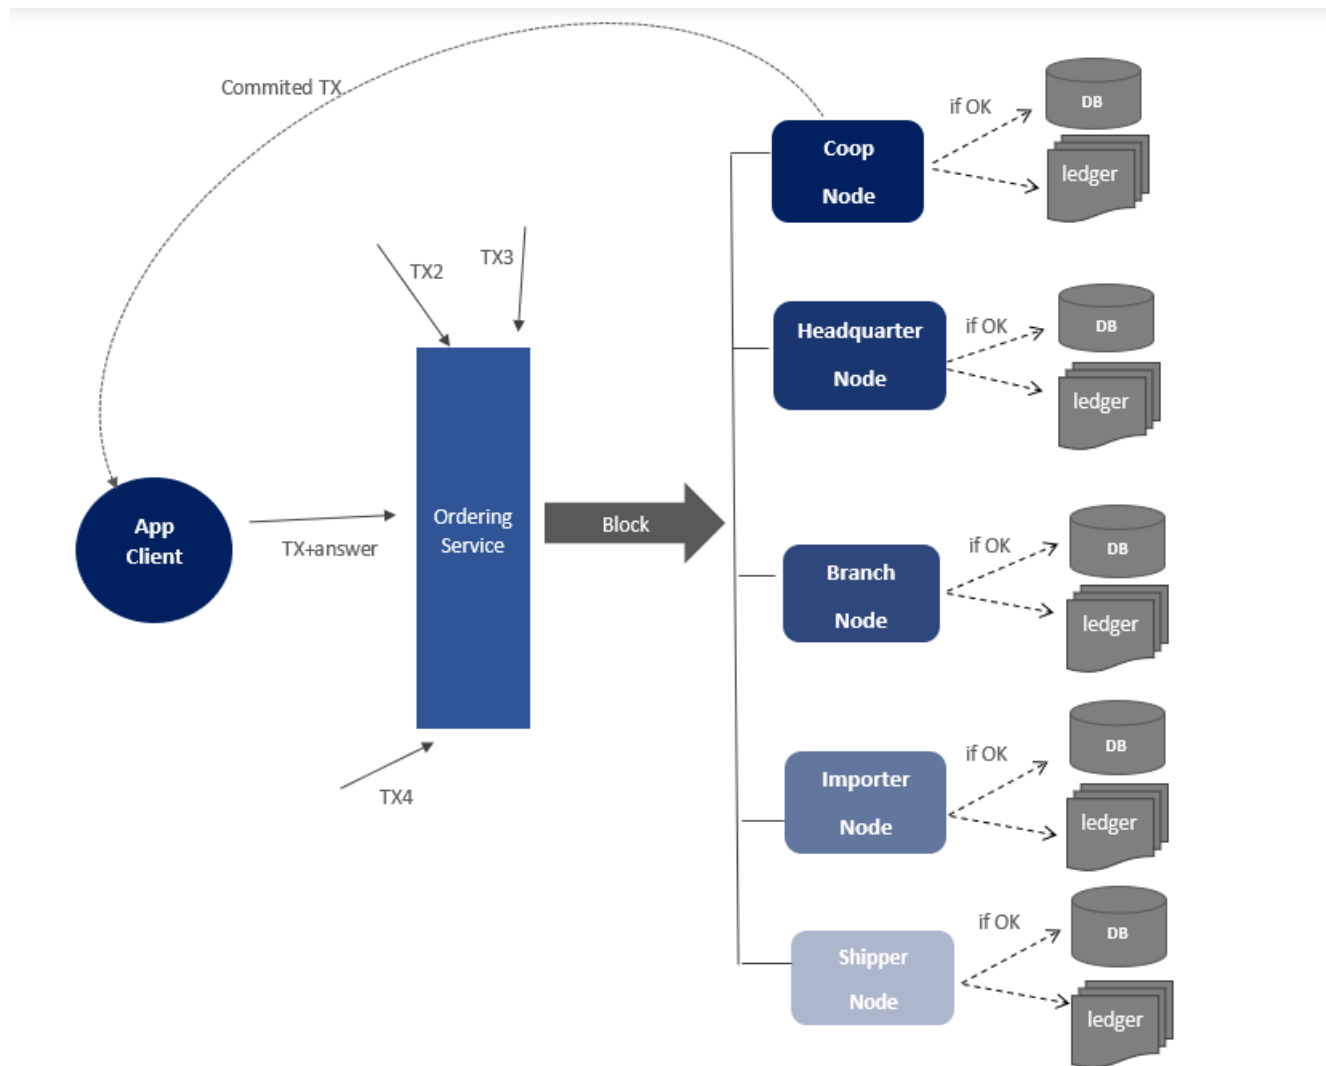 Commited TX
TX2
TX3
App
Client
TX+answer
Ordering
Service
TX4
Block
Coop
Node
if OK
DB
ledger
Headquarter
Node
if OK
DB
ledger
Branch
Node
if OK
DB
ledger
Importer
Node
if OK
DB
ledger
Shipper
Node
if OK
DB
ledger